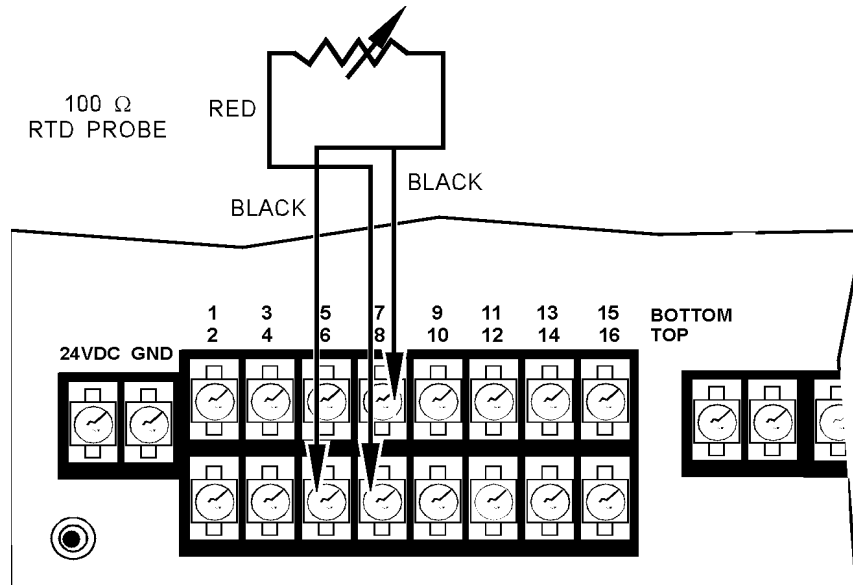 100 Ω
RTD PROBE
RED
BLACK
BLACK
1 3 5 7 9 11 13 15 BOTTOM
2 4 6 8 10 12 14 16 TOP
24VDC GND